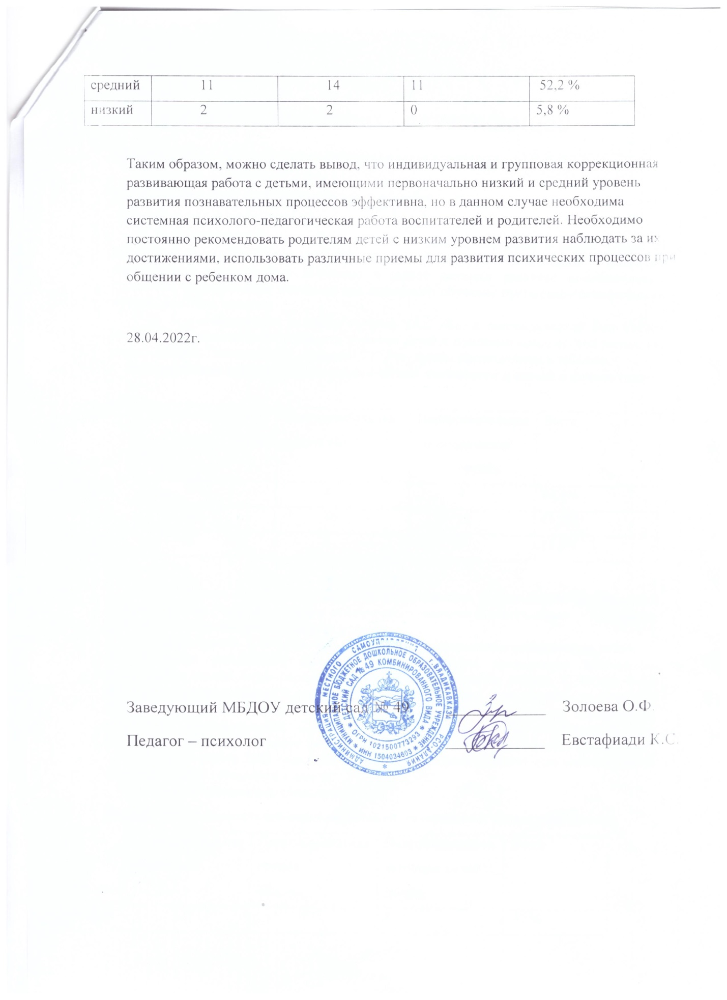 средний 11 14 11 52,2 %
низкий 2 2 0 5,8 %
Таким образом, можно сделать вывод, что индивидуальная и групповая коррекционная
развивающая работа с детьми, имеющими первоначально низкий и средний уровень
развития познавательных процессов эффективна, но в данном случае необходима
системная психолого-педагогическая работа воспитателей и родителей. Необходимо
постоянно рекомендовать родителям детей с низким уровнем развития наблюдать за их
достижениями, использовать различные приемы для развития психических процессов при
общении с ребенком дома.
28.04.2022г.
АДМИНИСТРАЦИЯ МЕСТНОГО г. ВЛАДИКАВКАЗА РСО-АЛАНИЯ
МУНИЦИПАЛЬНОЕ БЮДЖЕТНОЕ ДОШКОЛЬНОЕ ОБРАЗОВАТЕЛЬНОЕ УЧРЕЖДЕНИЕ
ДЕТСКИЙ САД № 49 КОМБИНИРОВАННОГО ВИДА
ОГРН 1021500773293
ИНН 1504034603
Заведующий МБДОУ детский сад № 49 Золоева О.Ф
Педагог – психолог Евстафиади К.С.